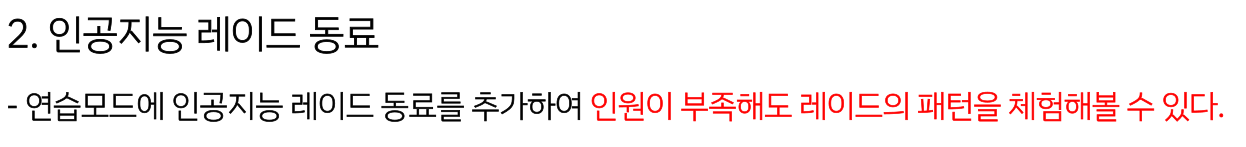 2. 인공지능 레이드 동료
- 연습모드에 인공지능 레이드 동료를 추가하여 인원이 부족해도 레이드의 패턴을 체험해볼 수 있다.